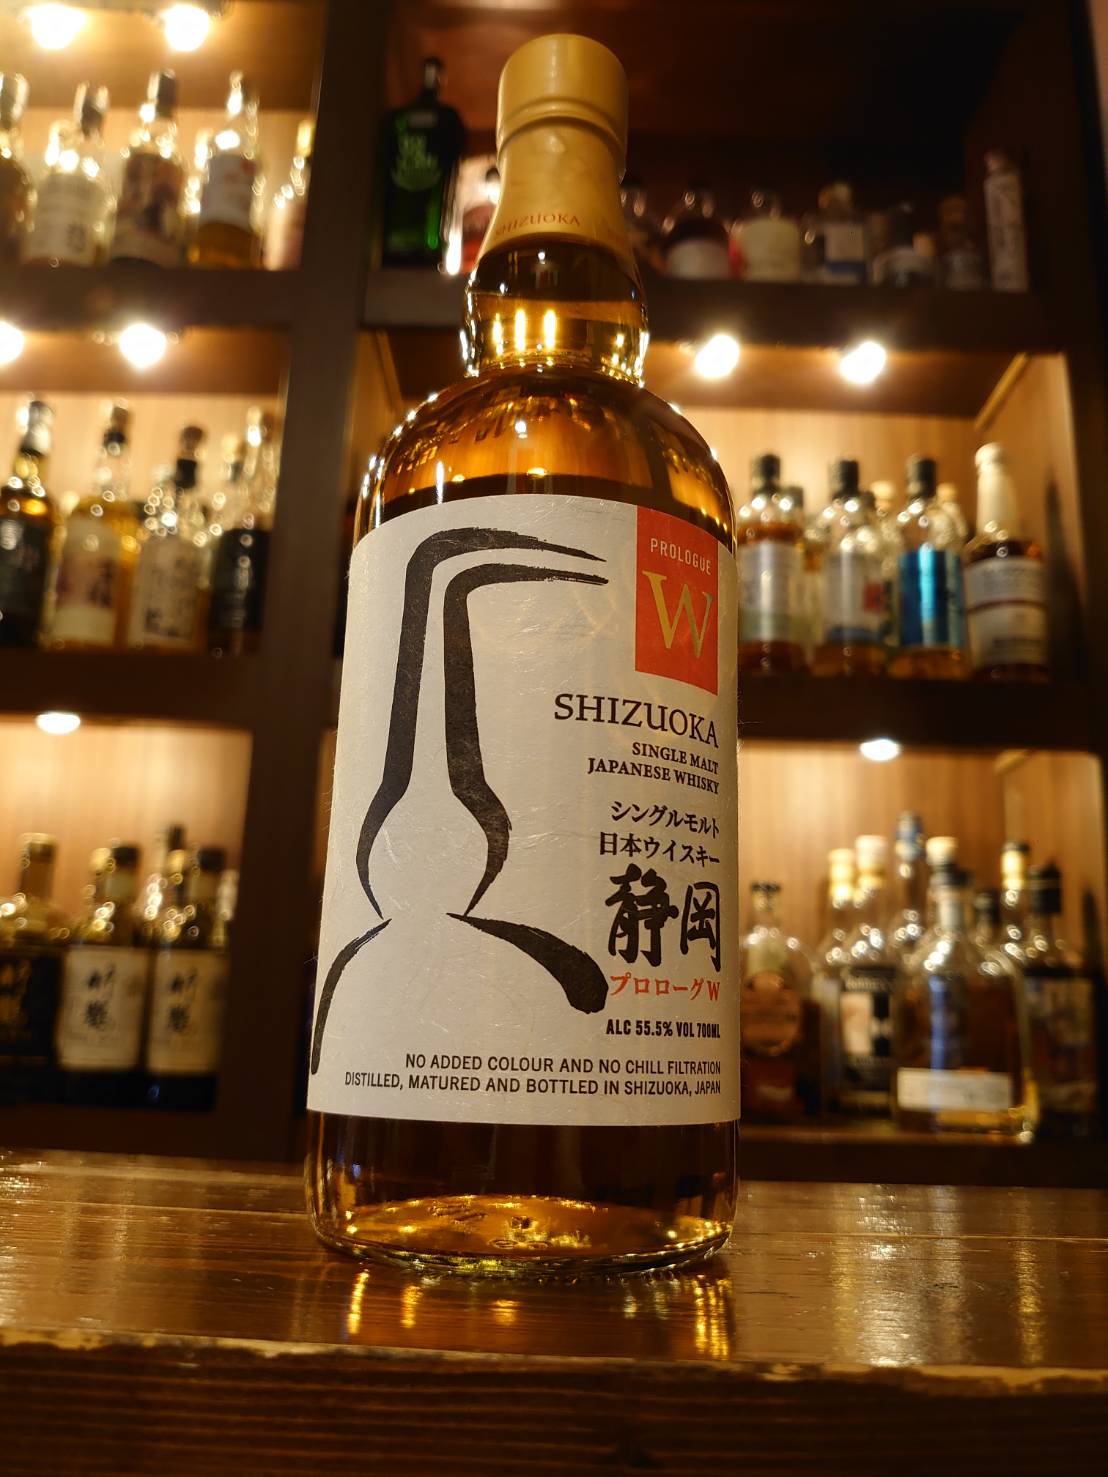 SHIZUOKA
PROLOGUE
W
SHIZUOKA
SINGLE MALT
JAPANESE WHISKY
シングルモルト
日本ウイスキー
静岡
プロローグW
ALC 55.5% VOL 700ML
NO ADDED COLOUR AND NO CHILL FILTRATION
DISTILLED, MATURED AND BOTTLED IN SHIZUOKA, JAPAN